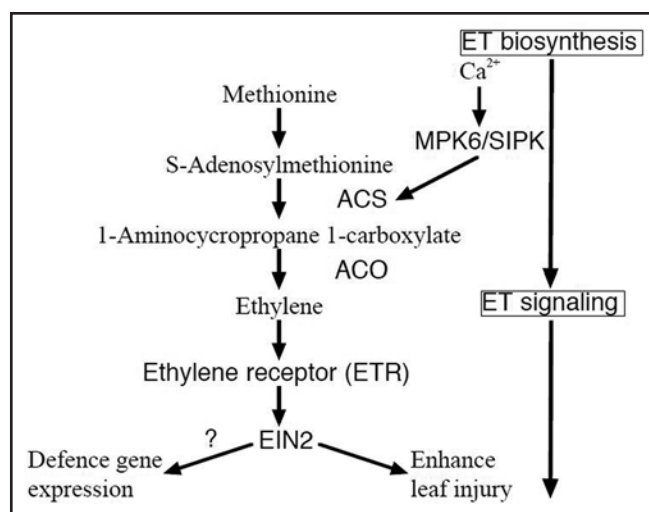 ET biosynthesis
Ca²⁺
Methionine
MPK6/SIPK
S-Adenosylmethionine
ACS
1-Aminocycropropane 1-carboxylate
ACO
Ethylene
ET signaling
Ethylene receptor (ETR)
?
EIN2
Defence gene
expression
Enhance
leaf injury